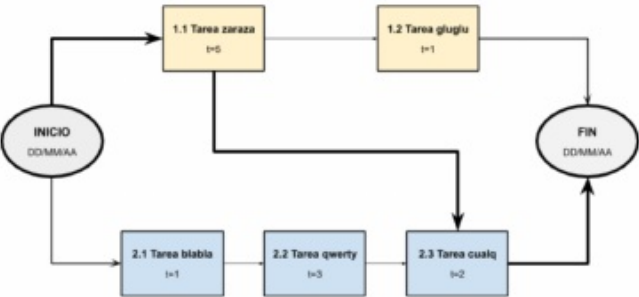 1.1 Tarea zaraza
t=5
1.2 Tarea gluglu
t=1
INICIO
DD/MM/AA
FIN
DD/MM/AA
2.1 Tarea blabla
t=1
2.2 Tarea qwerty
t=3
2.3 Tarea cualq
t=2